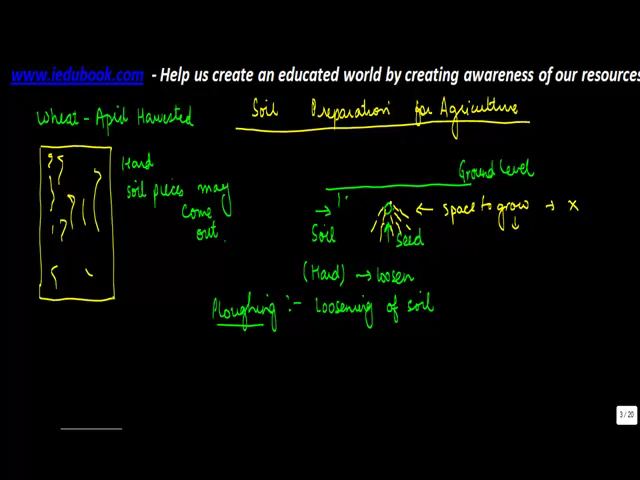 www.iedubook.com - Help us create an educated world by creating awareness of our resources
Soil Preparation for Agriculture
Wheat - April Harvested
Hard
soil pieces may
come
out.
Ground Level
space to grow → x
Soil
seed
(Hard) → loosen
Ploughing :- Loosening of soil
3 / 20